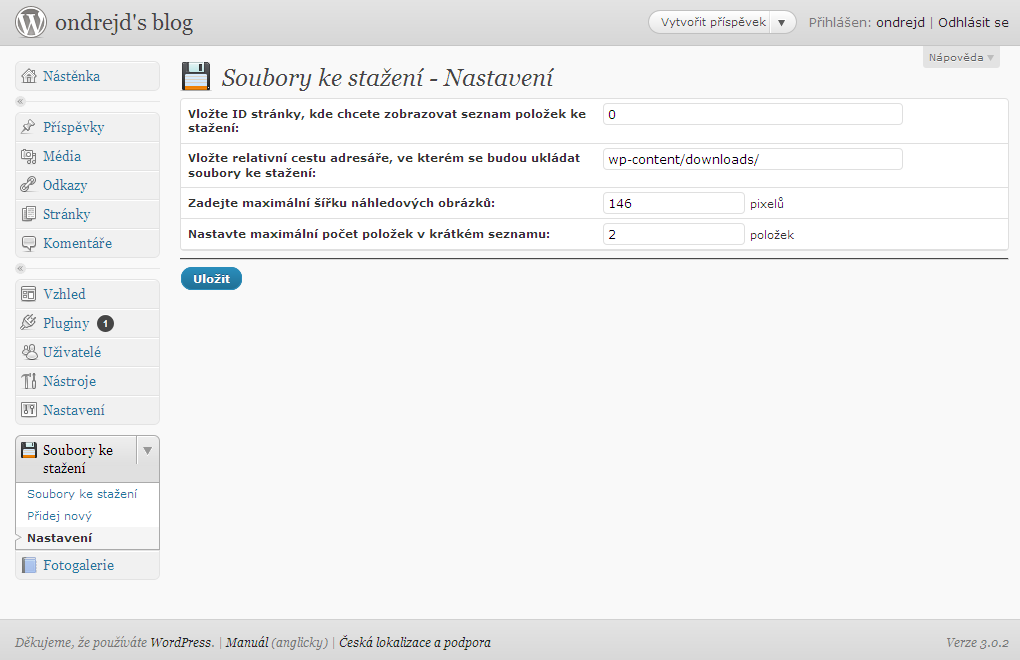 ondrejd's blog
Vytvořit příspěvek
Přihlášen: ondrejd | Odhlásit se
Nápověda
Nástěnka
Příspěvky
Média
Odkazy
Stránky
Komentáře
Vzhled
Pluginy 1
Uživatelé
Nástroje
Nastavení
Soubory ke
stažení
Soubory ke stažení
Přidej nový
Nastavení
Fotogalerie
Soubory ke stažení - Nastavení
Vložte ID stránky, kde chcete zobrazovat seznam položek ke
stažení:
0
Vložte relativní cestu adresáře, ve kterém se budou ukládat
soubory ke stažení:
wp-content/downloads/
Zadejte maximální šířku náhledových obrázků:
146 pixelů
Nastavte maximální počet položek v krátkém seznamu:
2 položek
Uložit
Děkujeme, že používáte WordPress. | Manuál (anglicky) | Česká lokalizace a podpora
Verze 3.0.2